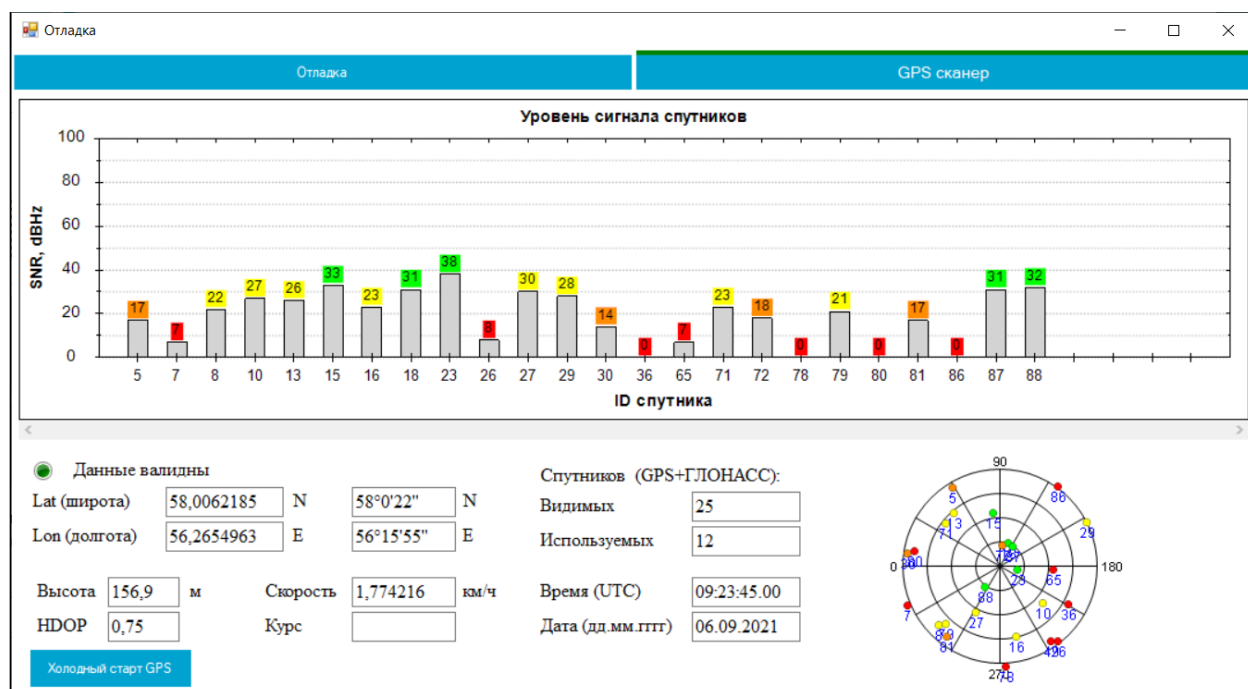 Отладка
Отладка GPS сканер
Уровень сигнала спутников
SNR, dBHz
100
80
60
40
20
0
17 7 22 27 26 33 23 31 38 8 30 28 14 0 7 23 18 0 21 0 17 0 31 32
5 7 8 10 13 15 16 18 23 26 27 29 30 36 65 71 72 78 79 80 81 86 87 88
ID спутника
Данные валидны
Lat (широта) 58,0062185 N 58°0'22" N
Lon (долгота) 56,2654963 E 56°15'55" E
Высота 156,9 м Скорость 1,774216 км/ч
HDOP 0,75 Курс
Холодный старт GPS
Спутников (GPS+ГЛОНАСС):
Видимых 25
Используемых 12
Время (UTC) 09:23:45.00
Дата (дд.мм.гггг) 06.09.2021
90
5 86
13 15 29
71
0 180
23 65
88
7 10 36
27
81 16
270 78